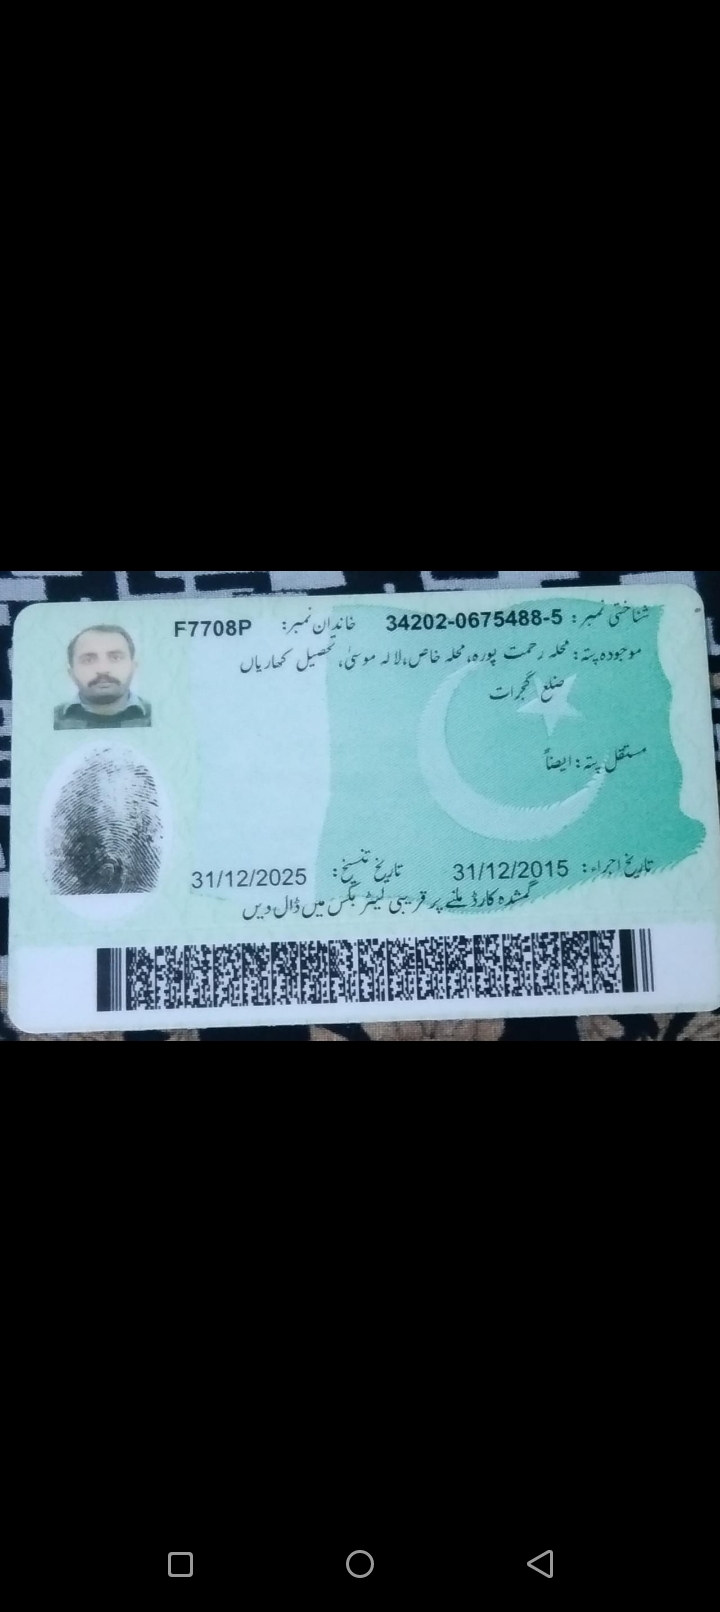 شناختی نمبر: 34202-0675488-5 خاندان نمبر: F7708P
موجودہ پتہ: محلہ رحمت پورہ، محلہ خاص، لالہ موسیٰ، تحصیل کھاریاں
ضلع گجرات
مستقل پتہ: ایضاً
تاریخ اجراء: 31/12/2015 تاریخ تنسیخ: 31/12/2025
گمشدہ کارڈ ملنے پر قریبی لیٹر بکس میں ڈال دیں